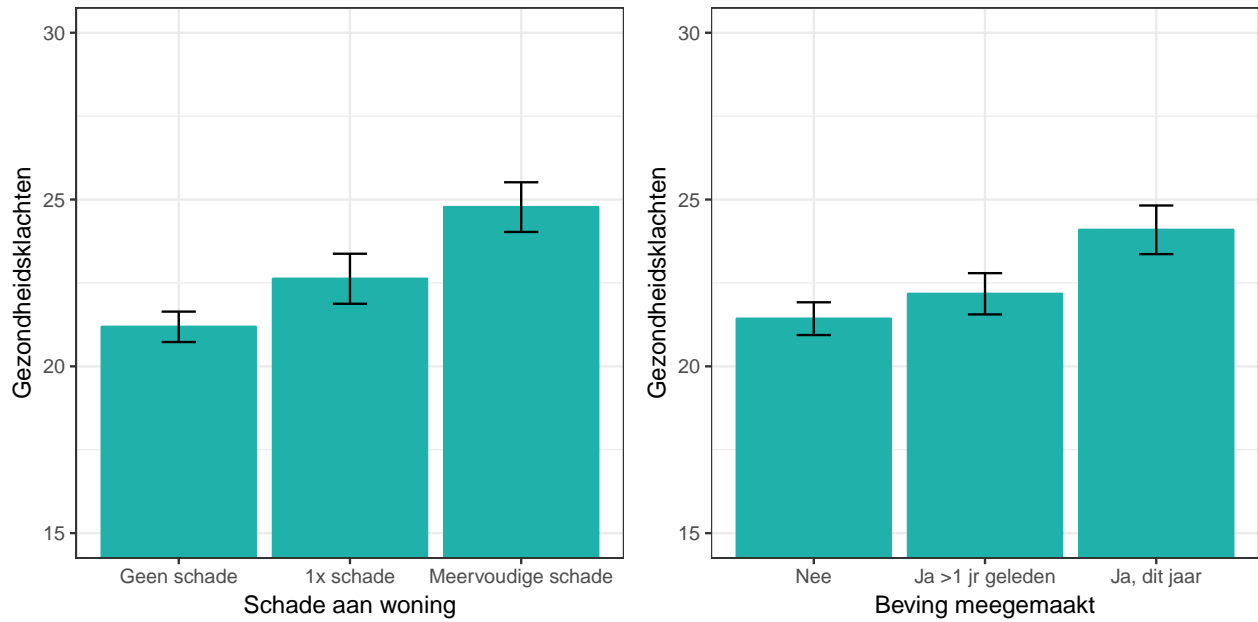 30
25
20
15
Gezondheidsklachten
Geen schade
1x schade
Meervoudige schade
Schade aan woning
30
25
20
15
Gezondheidsklachten
Nee
Ja >1 jr geleden
Ja, dit jaar
Beving meegemaakt